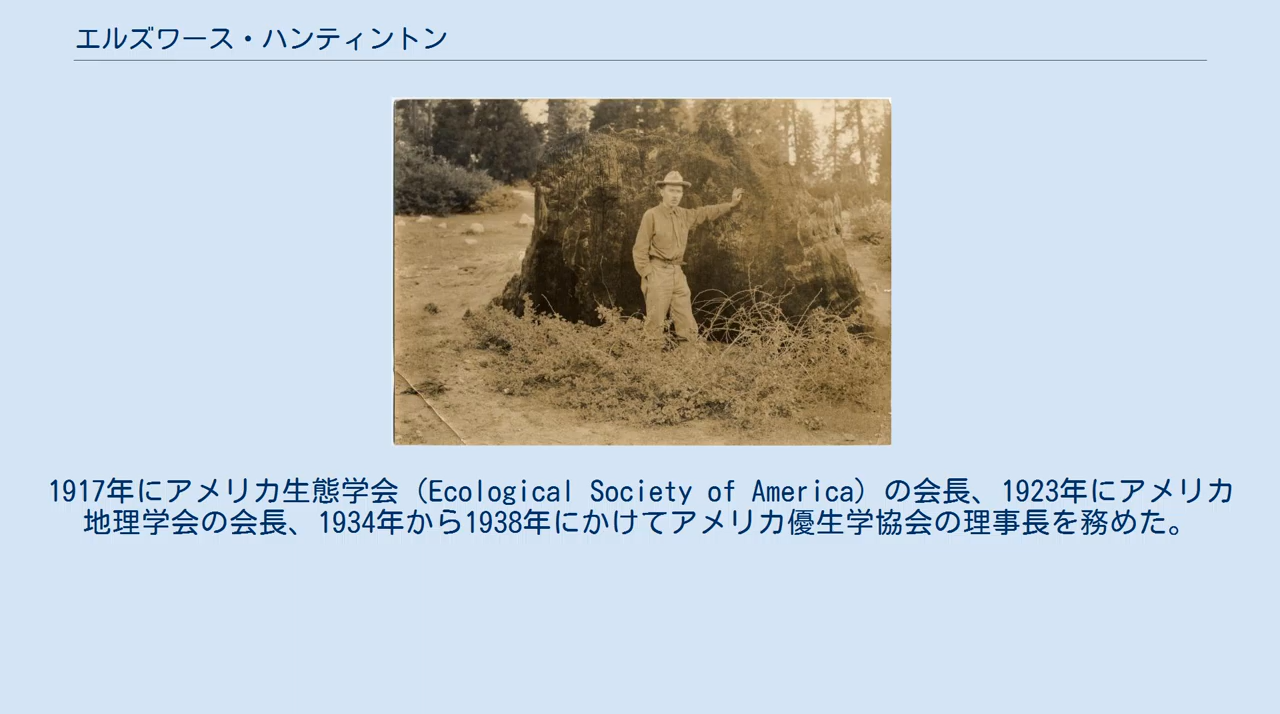 エルズワース・ハンティントン
1917年にアメリカ生態学会（Ecological Society of America）の会長、1923年にアメリカ
地理学会の会長、1934年から1938年にかけてアメリカ優生学協会の理事長を務めた。